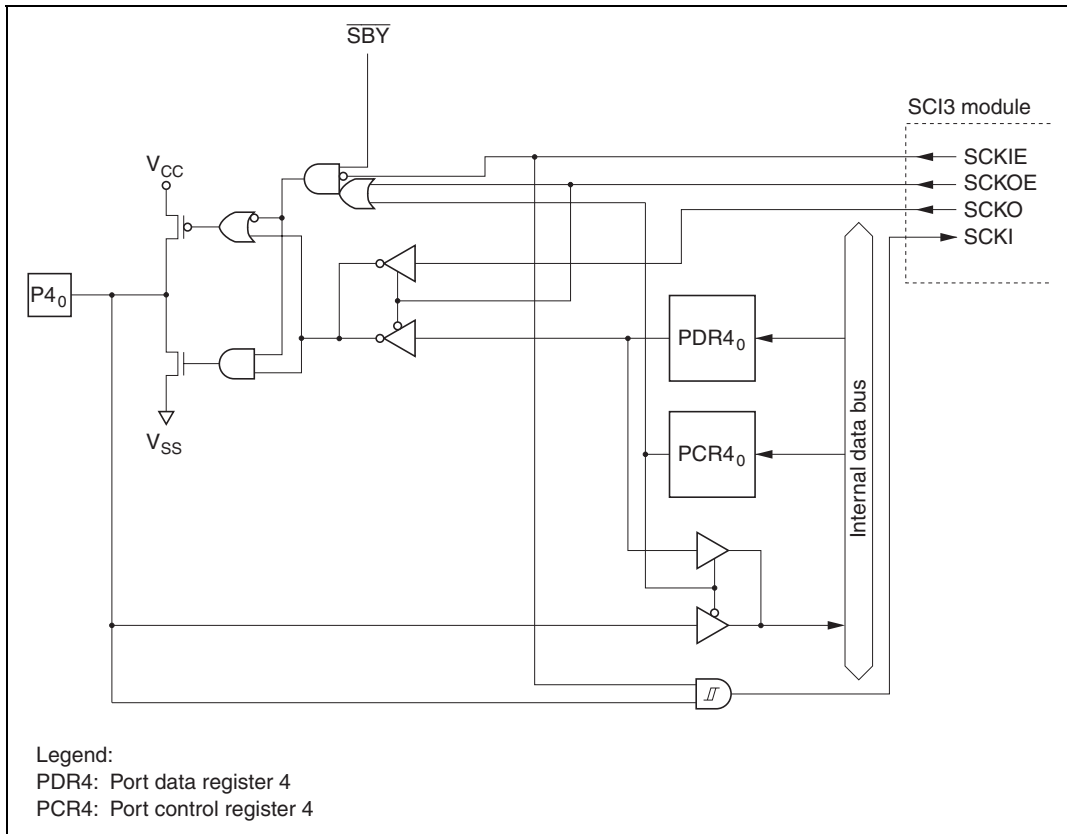 SBY
SCI3 module
SCKIE
SCKOE
SCKO
SCKI
VCC
P40
VSS
PDR40
PCR40
Internal data bus
Legend:
PDR4: Port data register 4
PCR4: Port control register 4